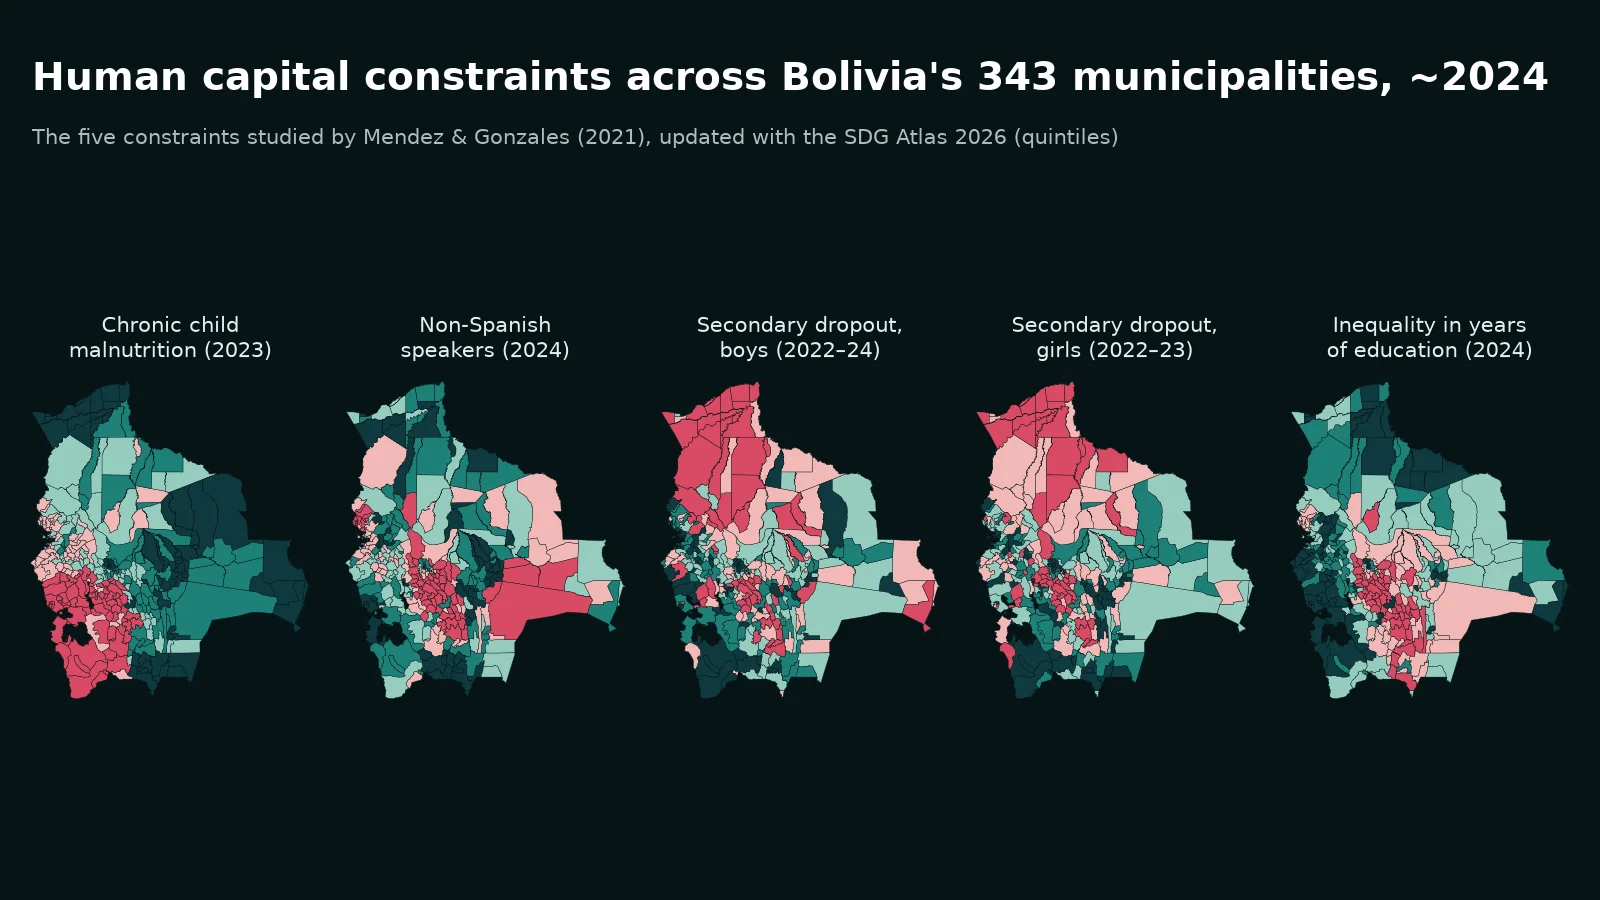 Human capital constraints across Bolivia's 343 municipalities, ~2024
The five constraints studied by Mendez & Gonzales (2021), updated with the SDG Atlas 2026 (quintiles)
Chronic child
malnutrition (2023)
Non-Spanish
speakers (2024)
Secondary dropout,
boys (2022–24)
Secondary dropout,
girls (2022–23)
Inequality in years
of education (2024)